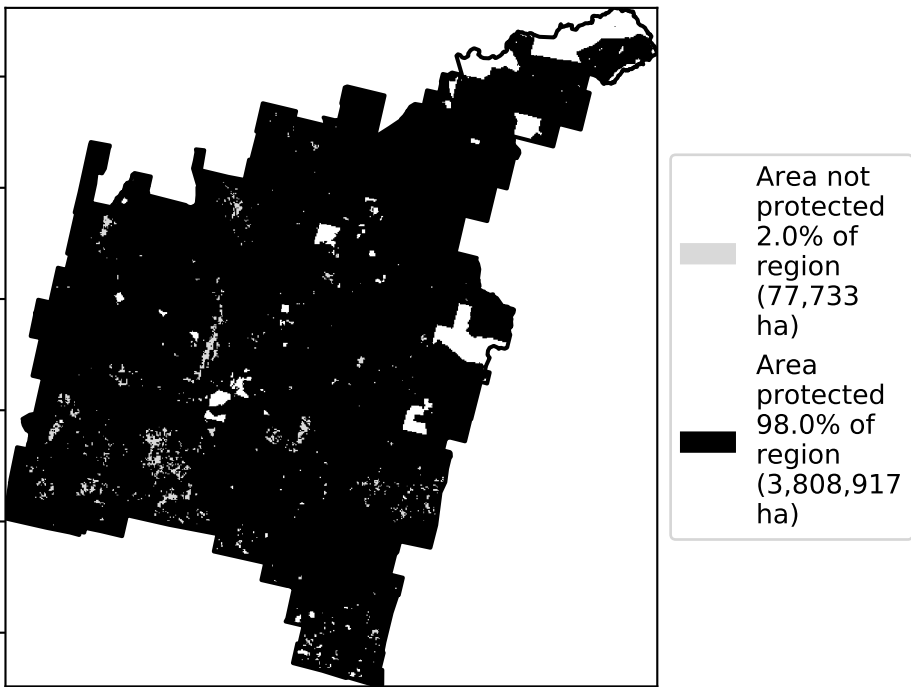 Area not
protected
2.0% of
region
(77,733
ha)
Area
protected
98.0% of
region
(3,808,917
ha)